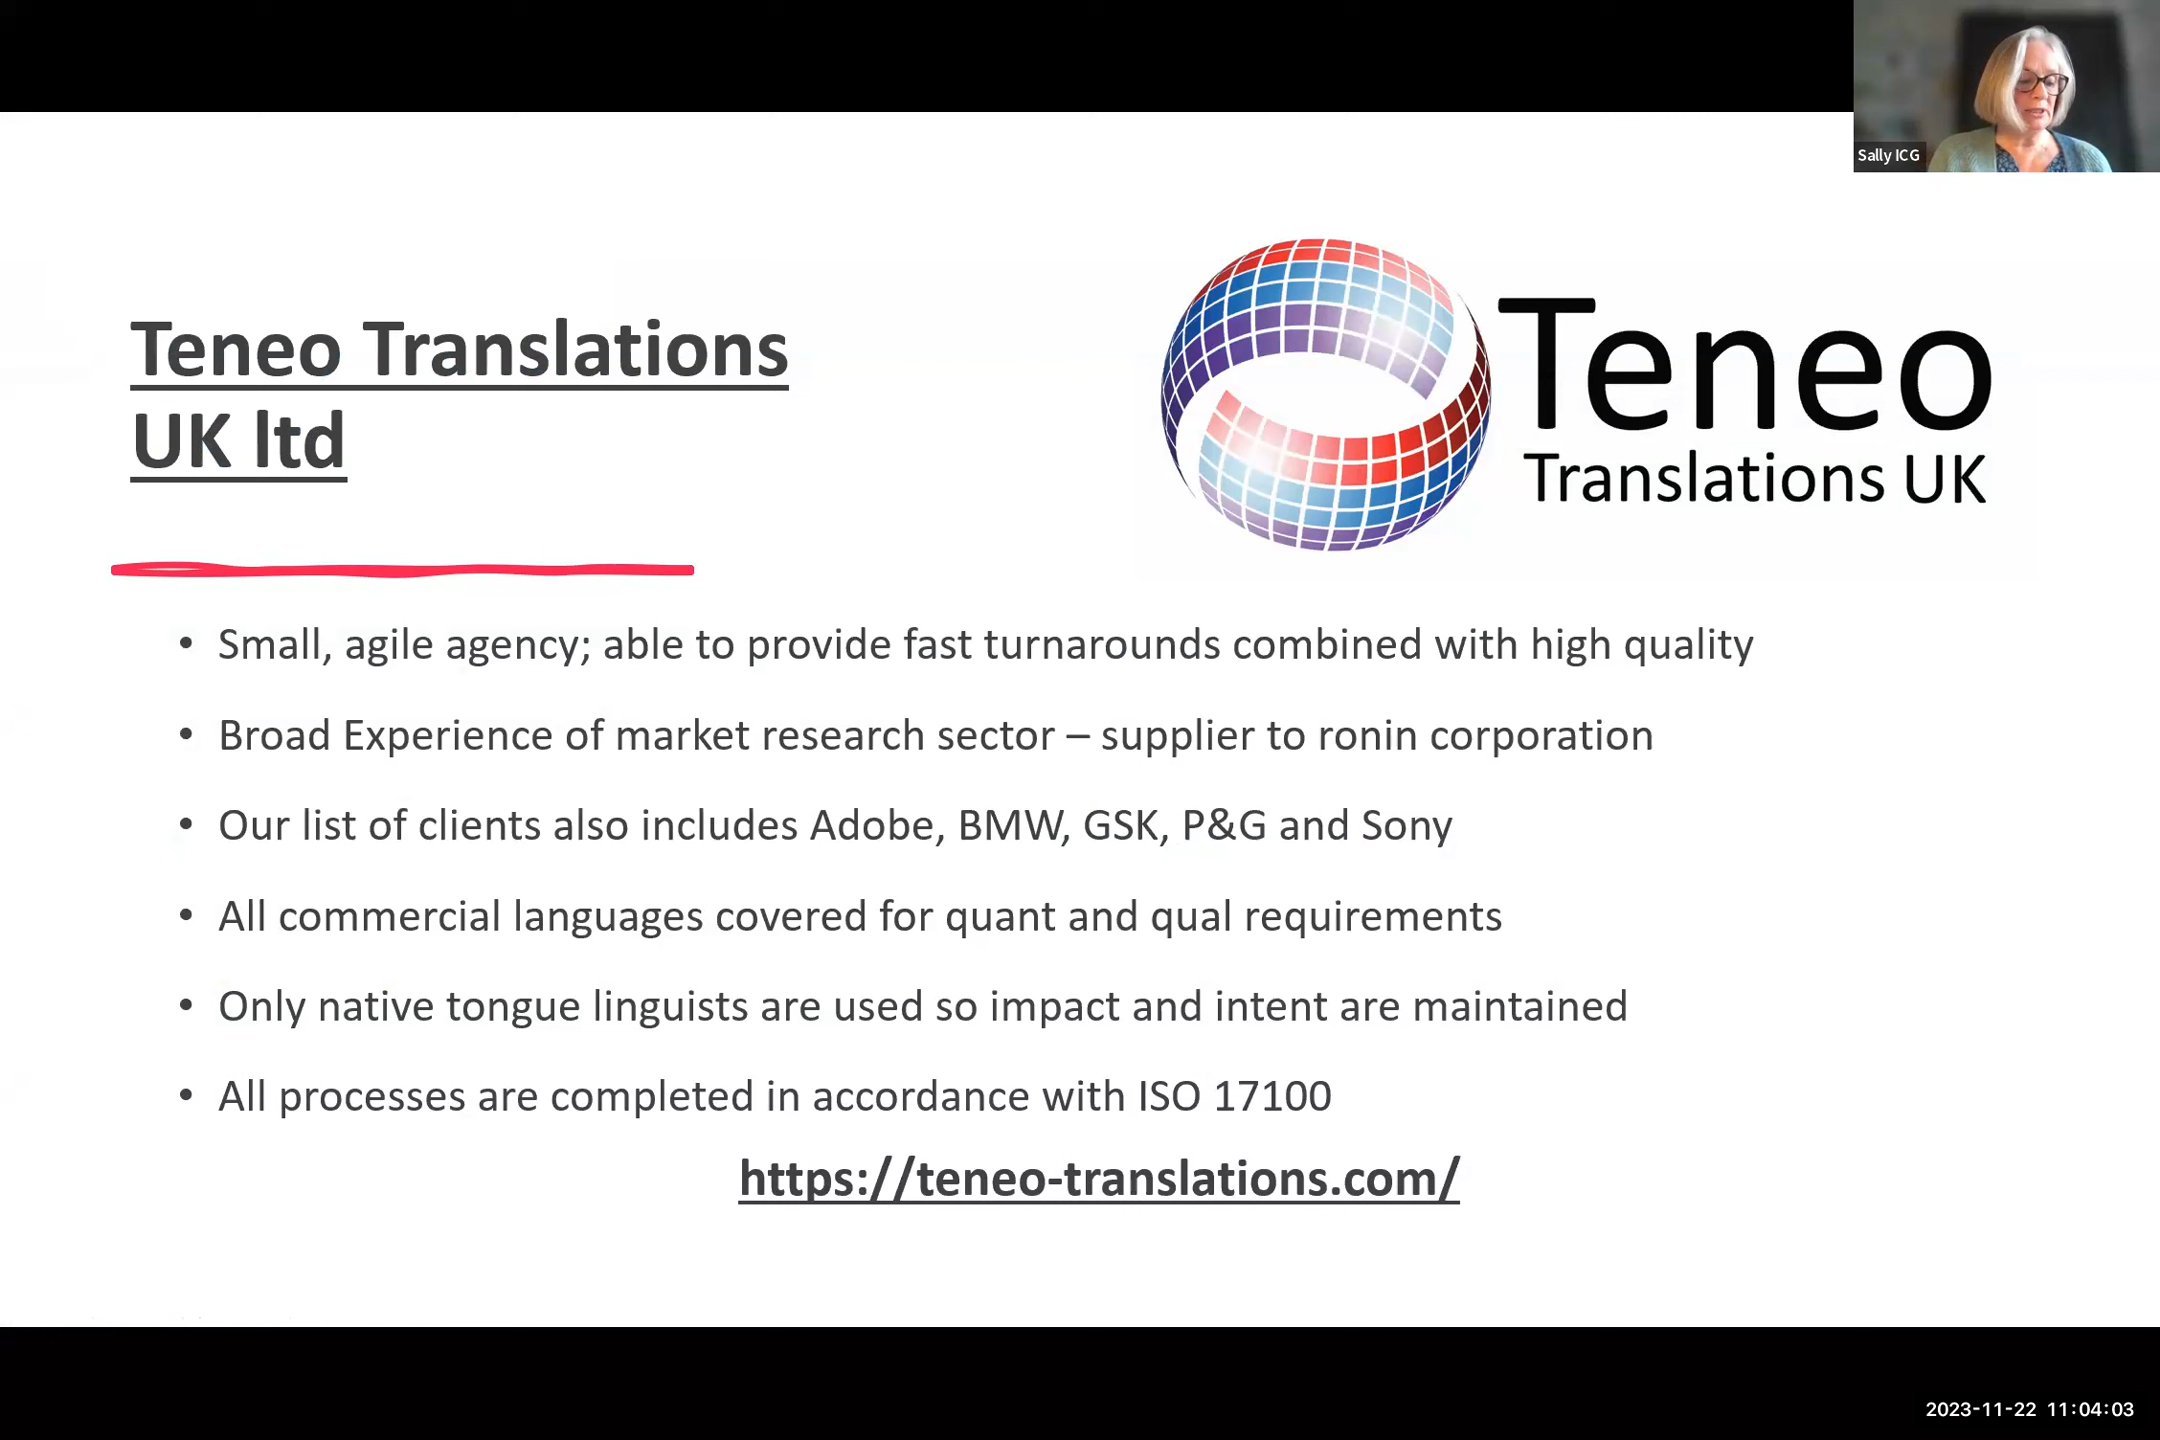 Sally ICG
Teneo Translations
UK ltd
Teneo
Translations UK
• Small, agile agency; able to provide fast turnarounds combined with high quality
• Broad Experience of market research sector – supplier to ronin corporation
• Our list of clients also includes Adobe, BMW, GSK, P&G and Sony
• All commercial languages covered for quant and qual requirements
• Only native tongue linguists are used so impact and intent are maintained
• All processes are completed in accordance with ISO 17100
https://teneo-translations.com/
2023-11-22 11:04:03